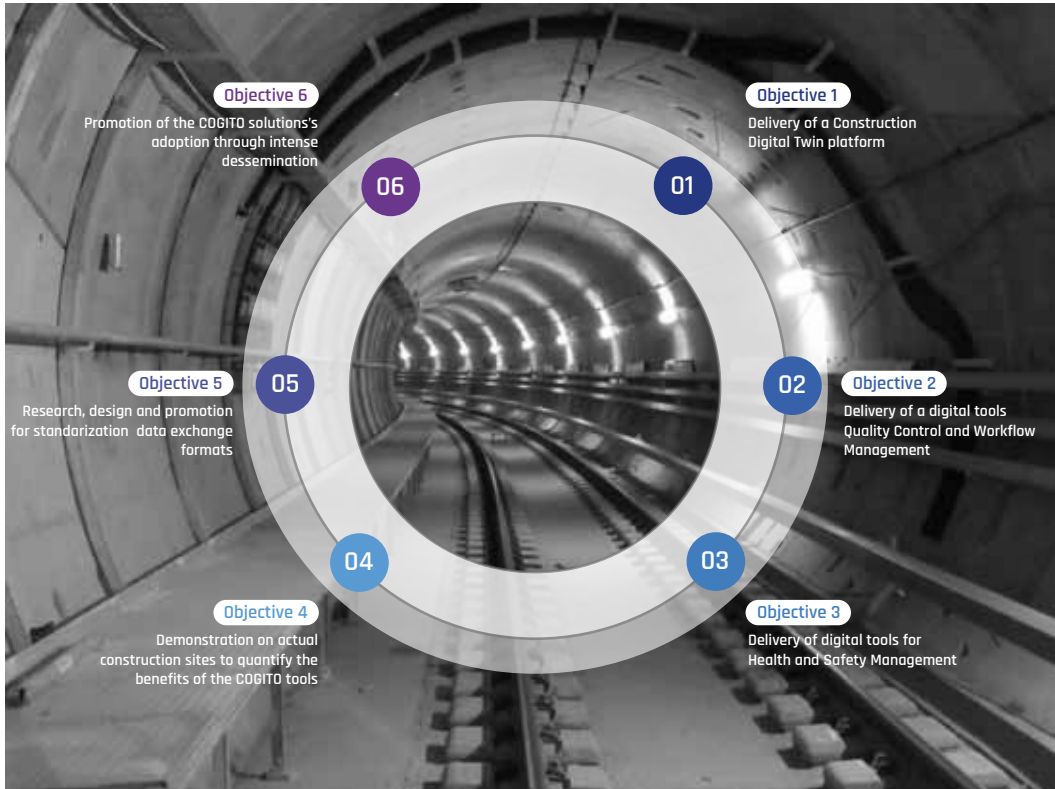 Objective 1
Delivery of a Construction
Digital Twin platform
01
Objective 2
Delivery of a digital tools
Quality Control and Workflow
Management
02
Objective 3
Delivery of digital tools for
Health and Safety Management
03
Objective 4
Demonstration on actual
construction sites to quantify the
benefits of the COGITO tools
04
Objective 5
Research, design and promotion
for standarization data exchange
formats
05
Objective 6
Promotion of the COGITO solutions's
adoption through intense
dessemination
06